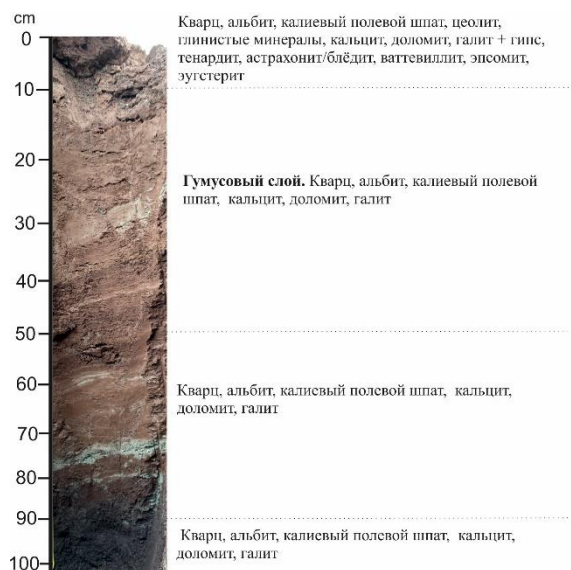 cm
0
Кварц, альбит, калиевый полевой шпат, цеолит,
глинистые минералы, кальцит, доломит, галит + гипс,
тенардит, астрахонит/блёдит, ваттевиллит, эпсомит,
эугстерит
10
20
Гумусовый слой. Кварц, альбит, калиевый полевой
шпат, кальцит, доломит, галит
30
40
50
60
Кварц, альбит, калиевый полевой шпат, кальцит,
доломит, галит
70
80
90
Кварц, альбит, калиевый полевой шпат, кальцит,
доломит, галит
100